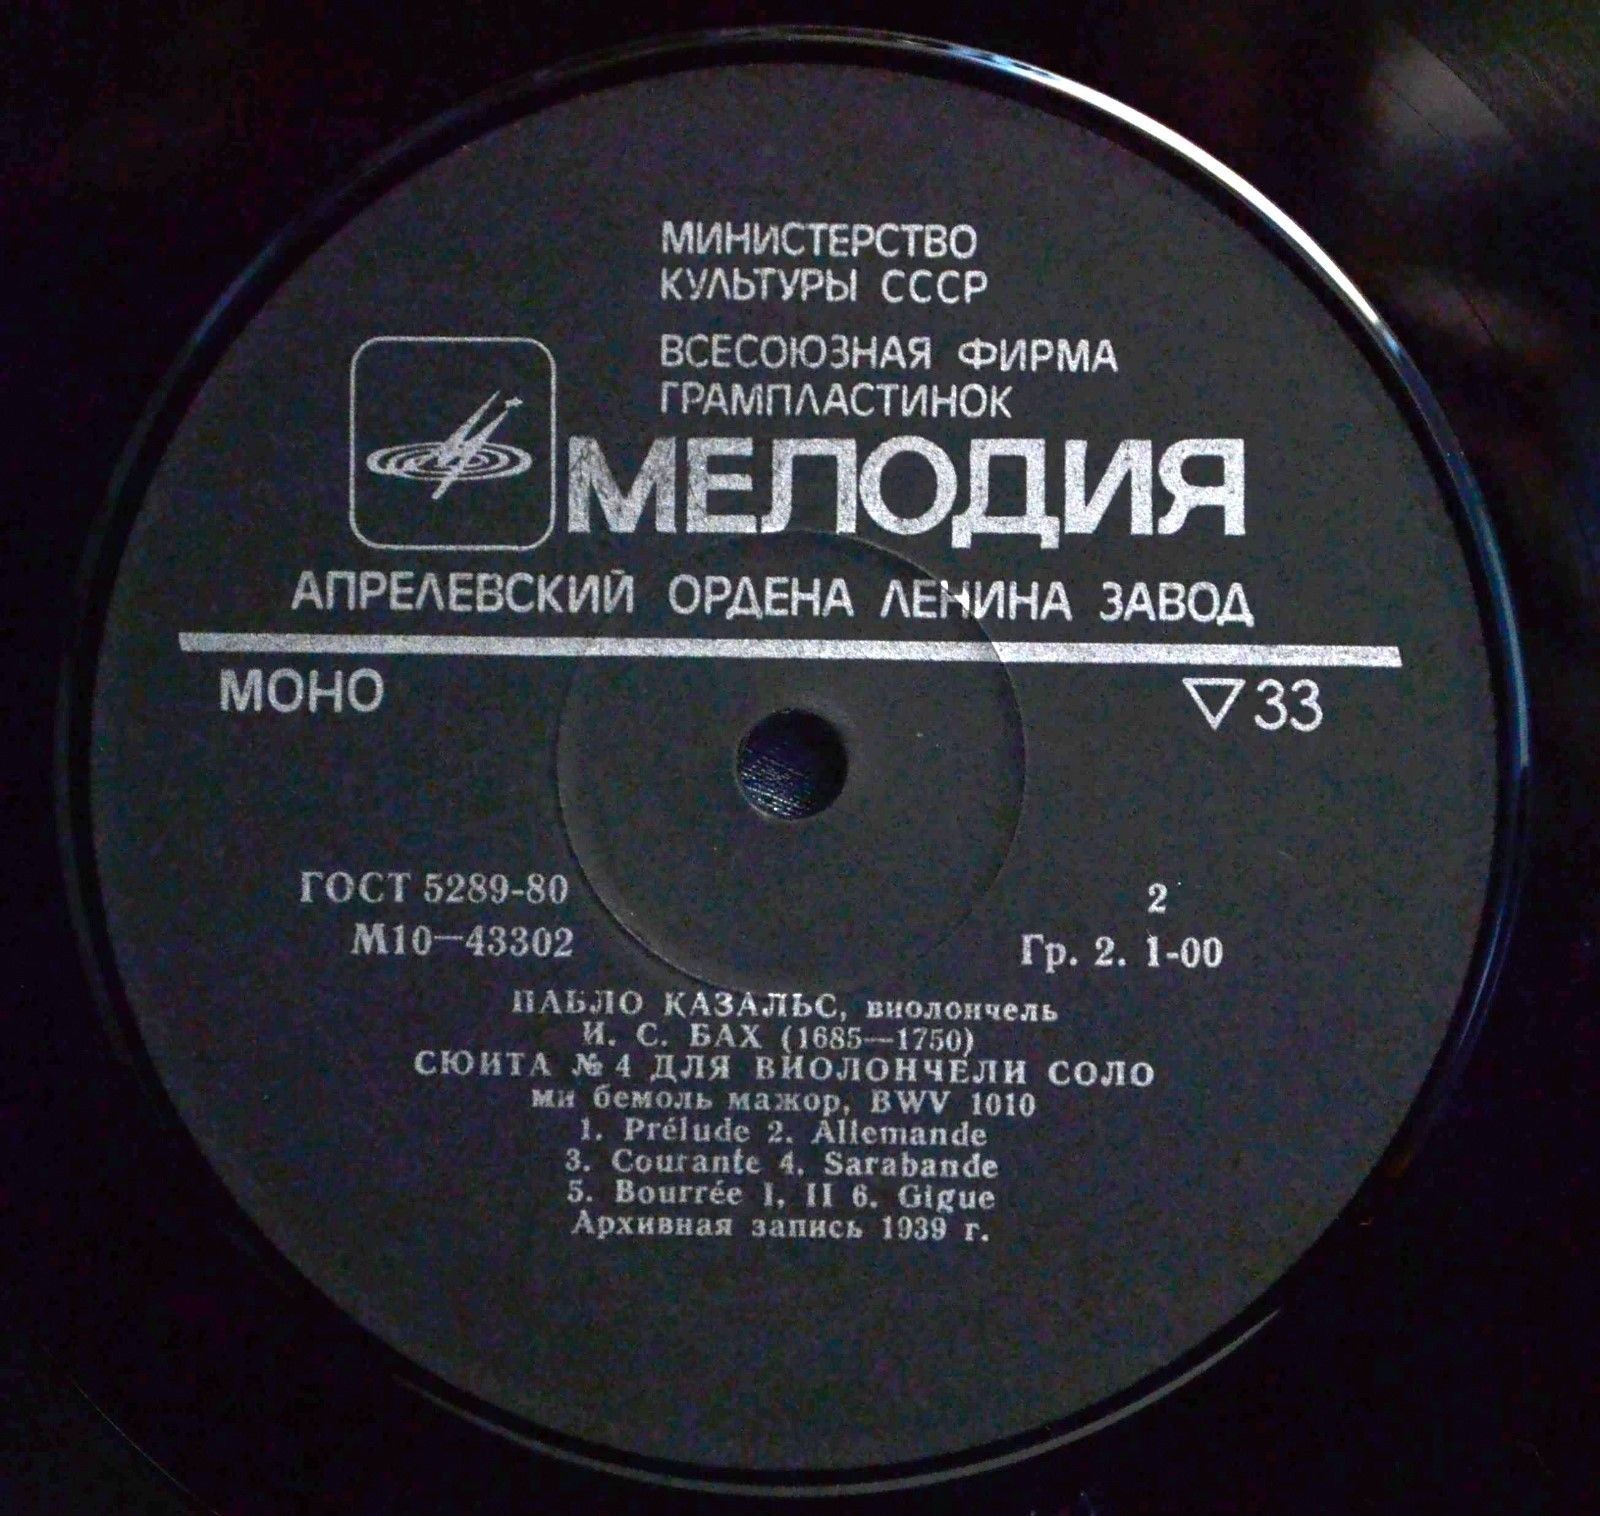 МИНИСТЕРСТВО
КУЛЬТУРЫ СССР
ВСЕСОЮЗНАЯ ФИРМА
ГРАМПЛАСТИНОК
МЕЛОДИЯ
АПРЕЛЕВСКИЙ ОРДЕНА ЛЕНИНА ЗАВОД
МОНО ▽33
ГОСТ 5289-80 2
М10—43302 Гр. 2. 1-00
ПАБЛО КАЗАЛЬС, виолончель
И. С. БАХ (1685—1750)
СЮИТА № 4 ДЛЯ ВИОЛОНЧЕЛИ СОЛО
ми бемоль мажор, BWV 1010
1. Prélude 2. Allemande
3. Courante 4. Sarabande
5. Bourrée I, II 6. Gigue
Архивная запись 1939 г.